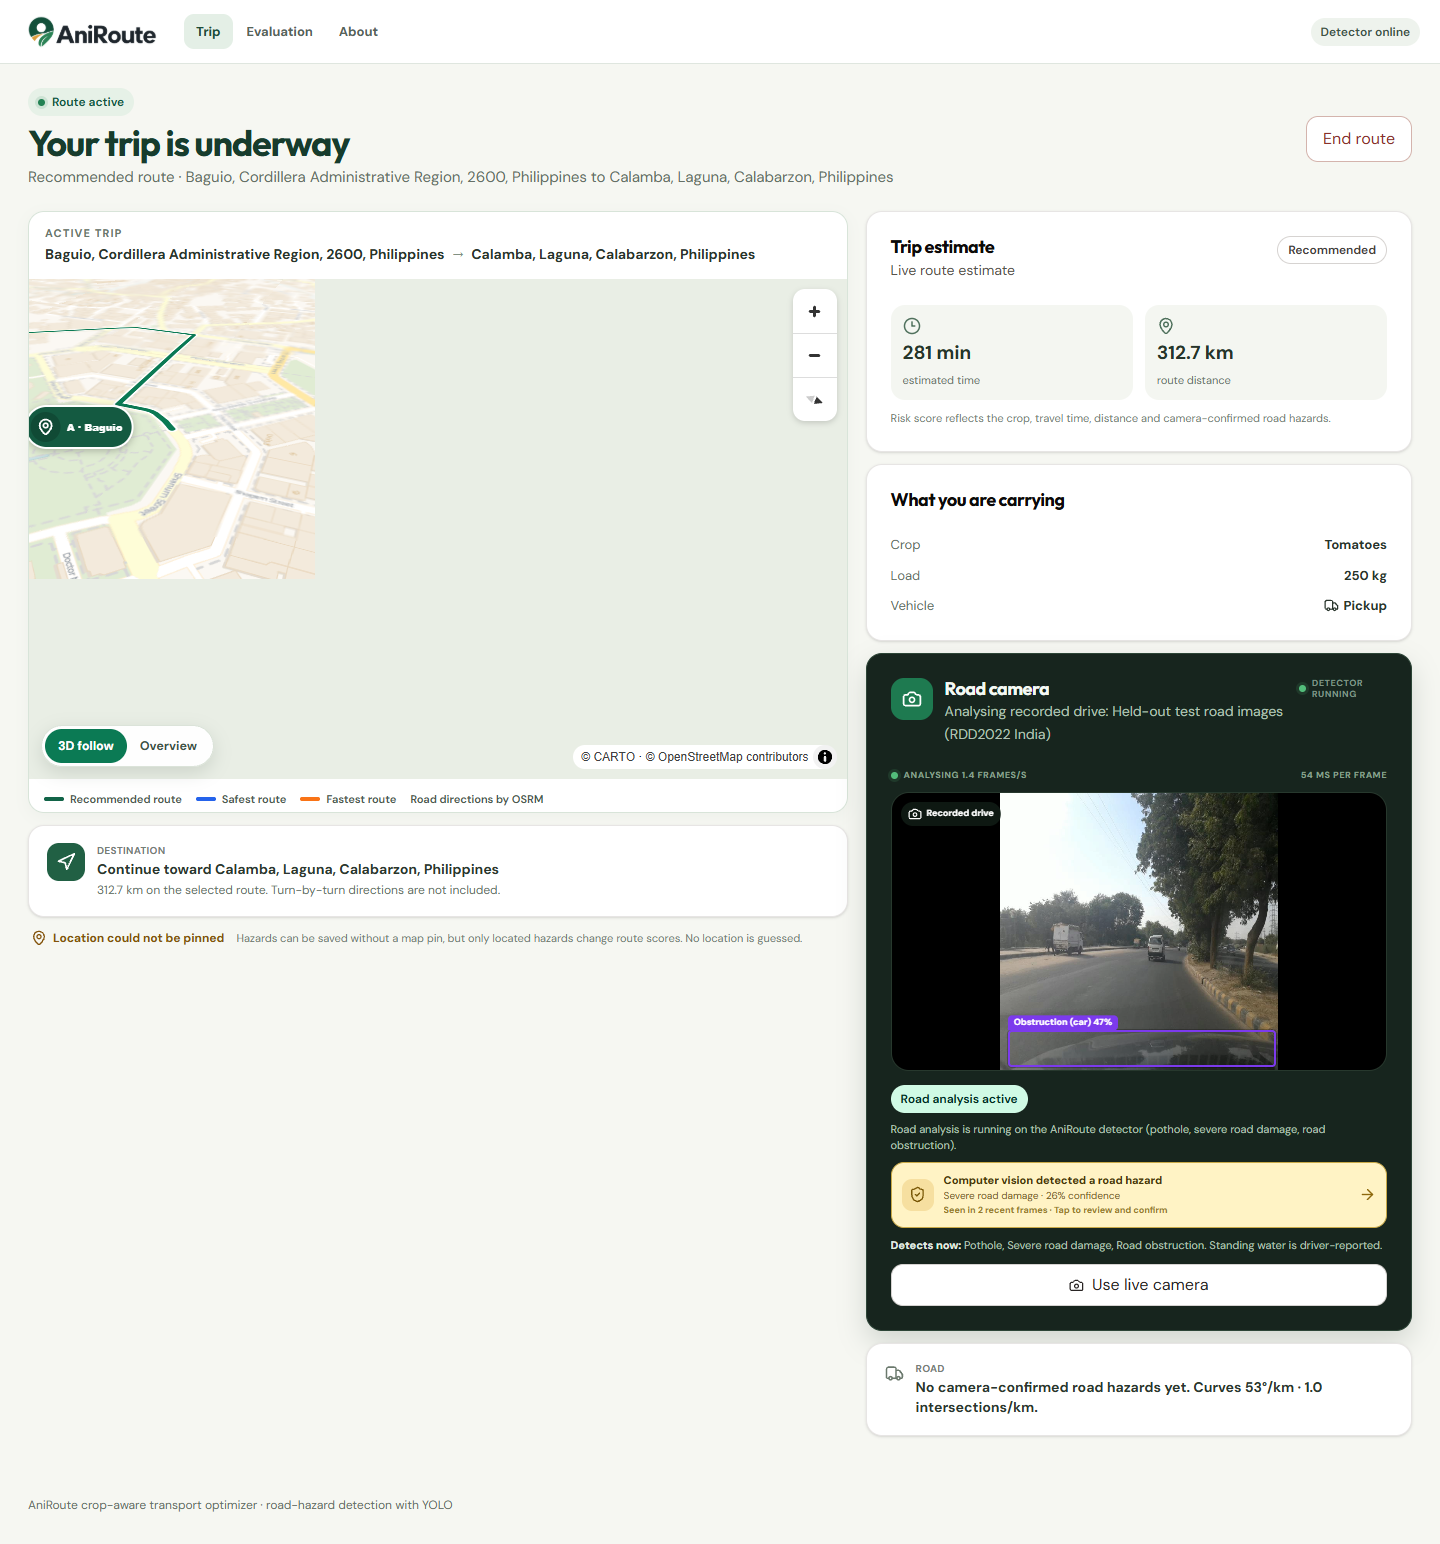 AniRoute
Trip
Evaluation
About
Detector online
Route active
Your trip is underway
End route
Recommended route · Baguio, Cordillera Administrative Region, 2600, Philippines to Calamba, Laguna, Calabarzon, Philippines
ACTIVE TRIP
Baguio, Cordillera Administrative Region, 2600, Philippines → Calamba, Laguna, Calabarzon, Philippines
A · Baguio
3D follow
Overview
© CARTO · © OpenStreetMap contributors
Recommended route
Safest route
Fastest route
Road directions by OSRM
DESTINATION
Continue toward Calamba, Laguna, Calabarzon, Philippines
312.7 km on the selected route. Turn-by-turn directions are not included.
Location could not be pinned
Hazards can be saved without a map pin, but only located hazards change route scores. No location is guessed.
Trip estimate
Recommended
Live route estimate
281 min
estimated time
312.7 km
route distance
Risk score reflects the crop, travel time, distance and camera-confirmed road hazards.
What you are carrying
Crop
Tomatoes
Load
250 kg
Vehicle
Pickup
Road camera
DETECTOR
RUNNING
Analysing recorded drive: Held-out test road images
(RDD2022 India)
ANALYSING 1.4 FRAMES/S
54 MS PER FRAME
Recorded drive
Obstruction (car) 47%
Road analysis active
Road analysis is running on the AniRoute detector (pothole, severe road damage, road
obstruction).
Computer vision detected a road hazard
Severe road damage · 26% confidence
Seen in 2 recent frames · Tap to review and confirm
Detects now: Pothole, Severe road damage, Road obstruction. Standing water is driver-reported.
Use live camera
ROAD
No camera-confirmed road hazards yet. Curves 53°/km · 1.0
intersections/km.
AniRoute crop-aware transport optimizer · road-hazard detection with YOLO